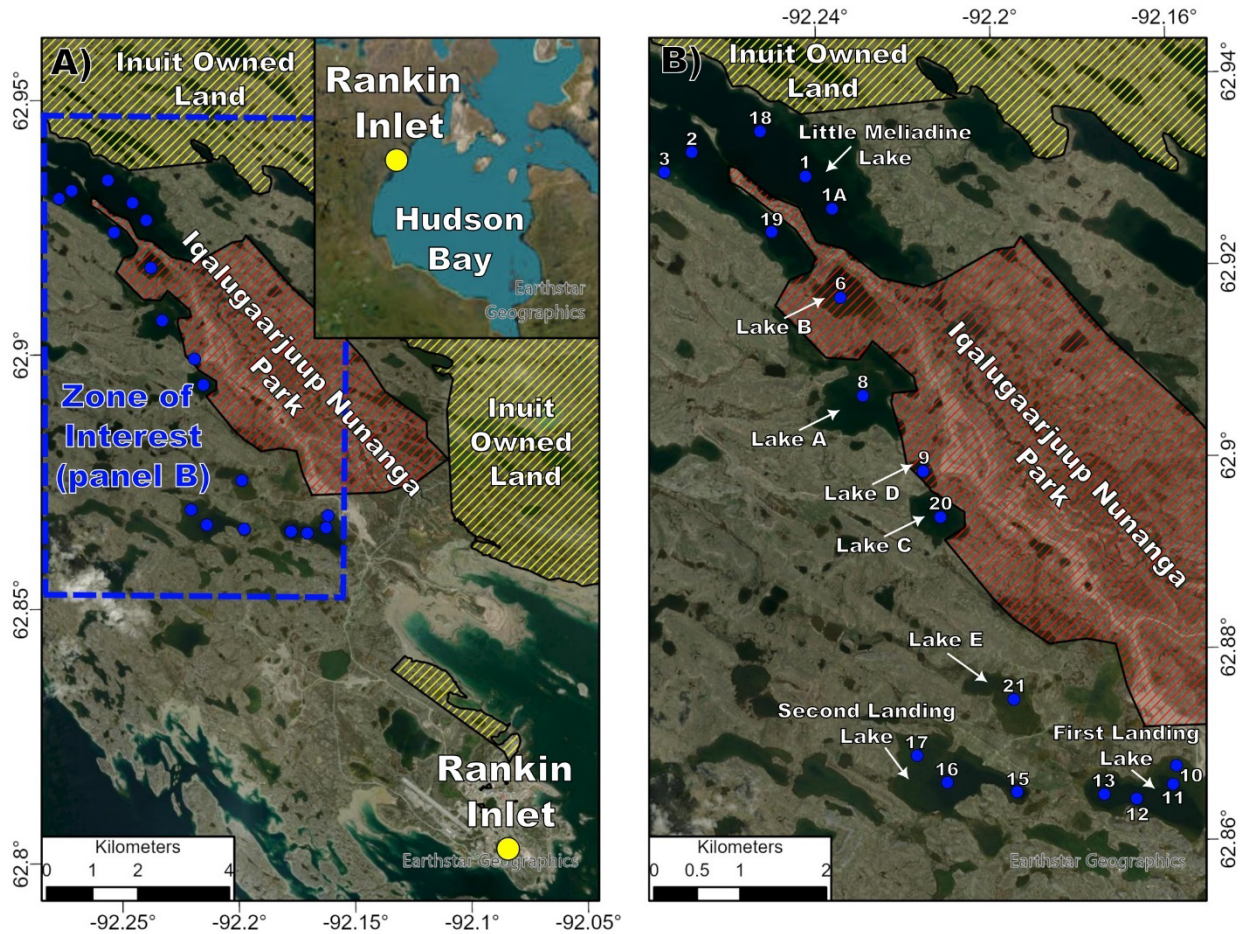 A)
Inuit Owned
Land
Rankin
Inlet
Hudson
Bay
Earthstar
Geographics
Iqalugaarjuup Nunanga
Park
Zone of
Interest
(panel B)
Inuit
Owned
Land
Rankin
Inlet
Earthstar Geographics
Kilometers
0 1 2 4
62.95°
62.9°
62.85°
62.8°
-92.25° -92.2° -92.15° -92.1° -92.05°
-92.24° -92.2° -92.16°
B)
Inuit Owned
Land
18
Little Meliadine
Lake
2
3
1
1A
19
6
Lake B
Iqalugaarjuup Nunanga
Park
8
Lake A
9
Lake D
20
Lake C
Lake E
21
Second Landing
Lake
17
16
15
First Landing
Lake
13
12
11
10
Earthstar Geographics
Kilometers
0 0.5 1 2
62.94°
62.92°
62.9°
62.88°
62.86°